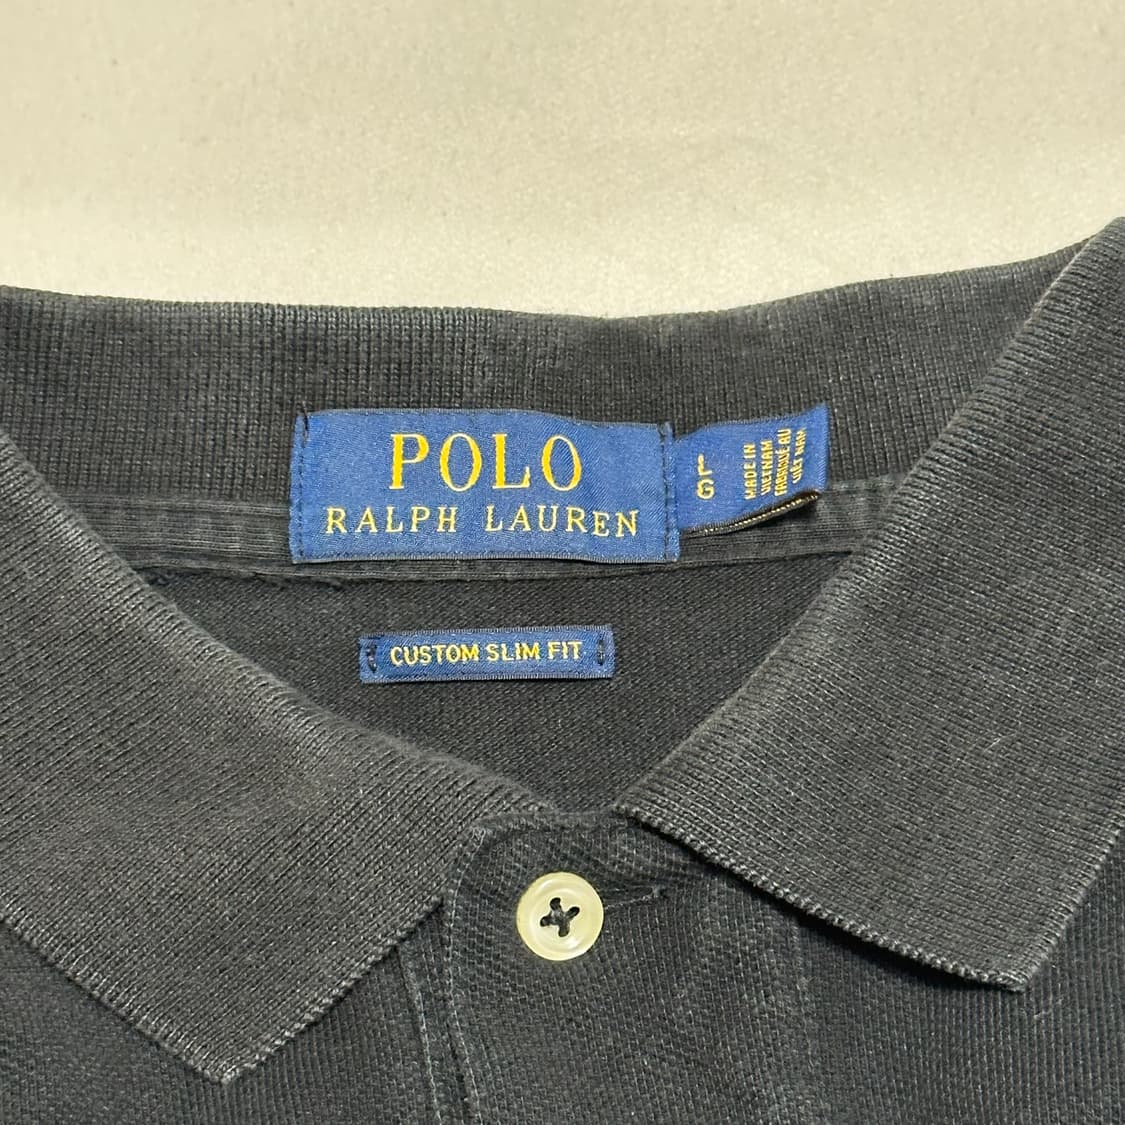 POLO
RALPH LAUREN
L
G
MADE IN
VIETNAM
FABRIQUÉ AU
VIET NAM
CUSTOM SLIM FIT